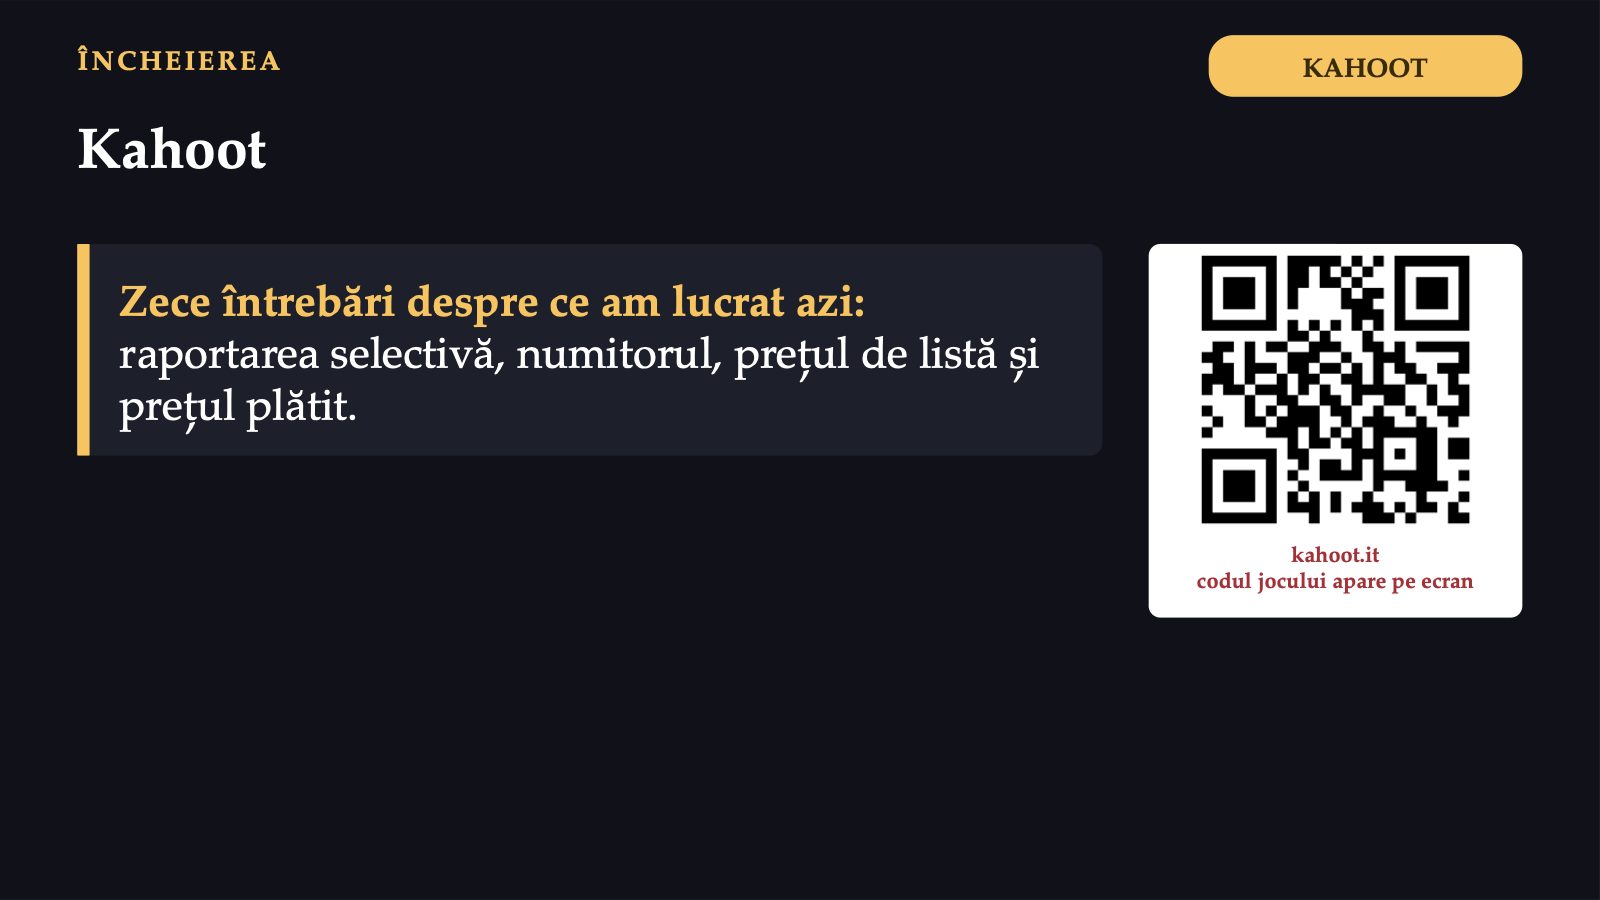 ÎNCHEIEREA
KAHOOT
Kahoot
Zece întrebări despre ce am lucrat azi:
raportarea selectivă, numitorul, prețul de listă și
prețul plătit.
kahoot.it
codul jocului apare pe ecran